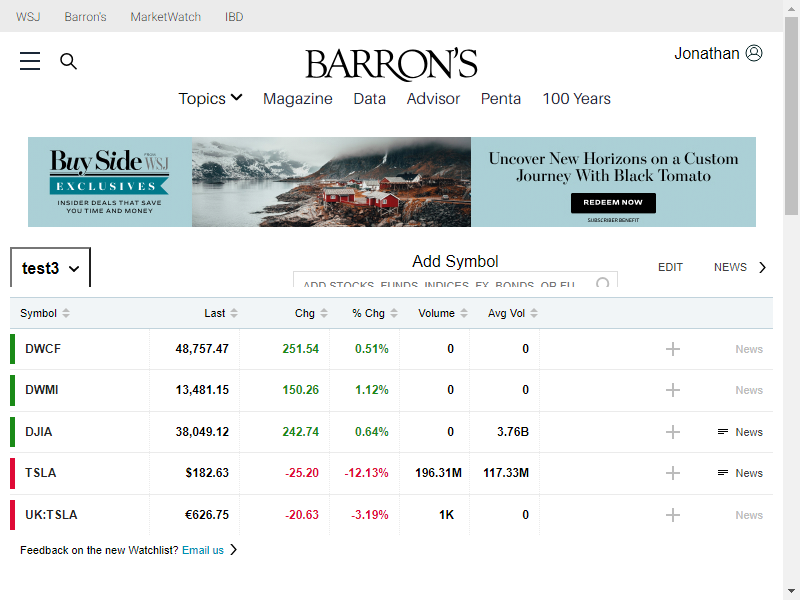 WSJ Barron's MarketWatch IBD
BARRON'S
Jonathan
Topics Magazine Data Advisor Penta 100 Years
Buy Side FROM WSJ
EXCLUSIVES
INSIDER DEALS THAT SAVE
YOU TIME AND MONEY
Uncover New Horizons on a Custom
Journey With Black Tomato
REDEEM NOW
SUBSCRIBER BENEFIT
test3
Add Symbol
ADD STOCKS, FUNDS, INDICES, FX, BONDS, OR FU
EDIT NEWS
Symbol Last Chg % Chg Volume Avg Vol
DWCF 48,757.47 251.54 0.51% 0 0 News
DWMI 13,481.15 150.26 1.12% 0 0 News
DJIA 38,049.12 242.74 0.64% 0 3.76B News
TSLA $182.63 -25.20 -12.13% 196.31M 117.33M News
UK:TSLA €626.75 -20.63 -3.19% 1K 0 News
Feedback on the new Watchlist? Email us